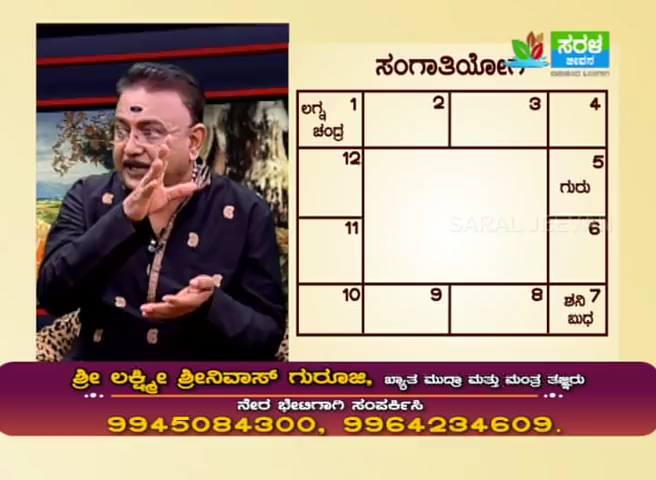 ಸಂಗಾತಿಯೋಗ
ಸರಳ
ಜೀವನ
ಲಗ್ನ 1 2 3 4
ಚಂದ್ರ
12 5
ಗುರು
SARAL JEEVAN
11 6
10 9 8 ಶನಿ 7
ಬುಧ
ಶ್ರೀ ಲಕ್ಷ್ಮೀ ಶ್ರೀನಿವಾಸ್ ಗುರೂಜಿ, ಖ್ಯಾತ ಮುದ್ರಾ ಮತ್ತು ಮಂತ್ರ ತಜ್ಞರು
ನೇರ ಭೇಟಿಗಾಗಿ ಸಂಪರ್ಕಿಸಿ
9945084300, 9964234609.